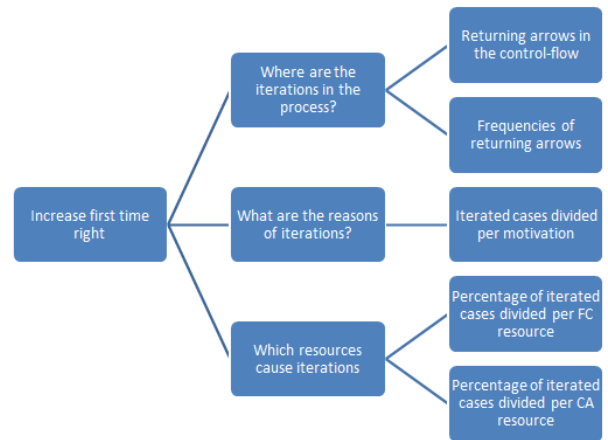 Increase first time
right
Where are the
iterations in the
process?
Returning arrows in
the control-flow
Frequencies of
returning arrows
What are the reasons
of iterations?
Iterated cases divided
per motivation
Which resources
cause iterations
Percentage of iterated
cases divided per FC
resource
Percentage of iterated
cases divided per CA
resource